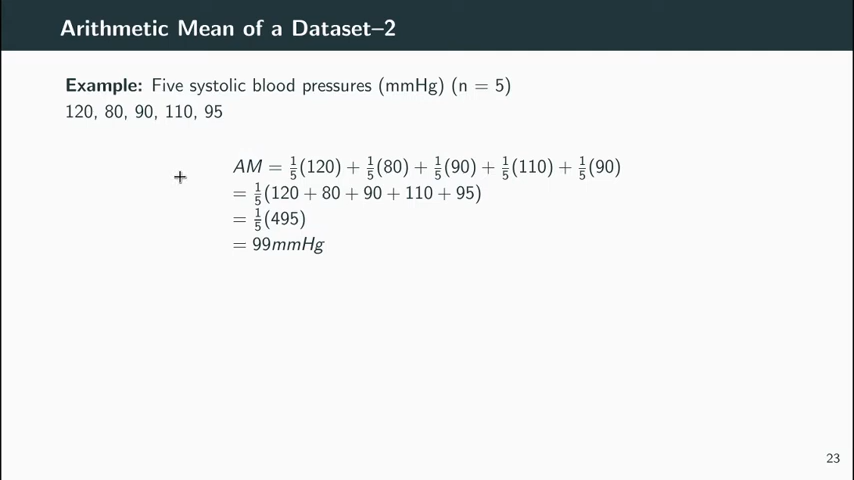 Arithmetic Mean of a Dataset–2
Example: Five systolic blood pressures (mmHg) (n = 5)
120, 80, 90, 110, 95
AM = 1/5(120) + 1/5(80) + 1/5(90) + 1/5(110) + 1/5(90)
= 1/5(120 + 80 + 90 + 110 + 95)
= 1/5(495)
= 99mmHg
23